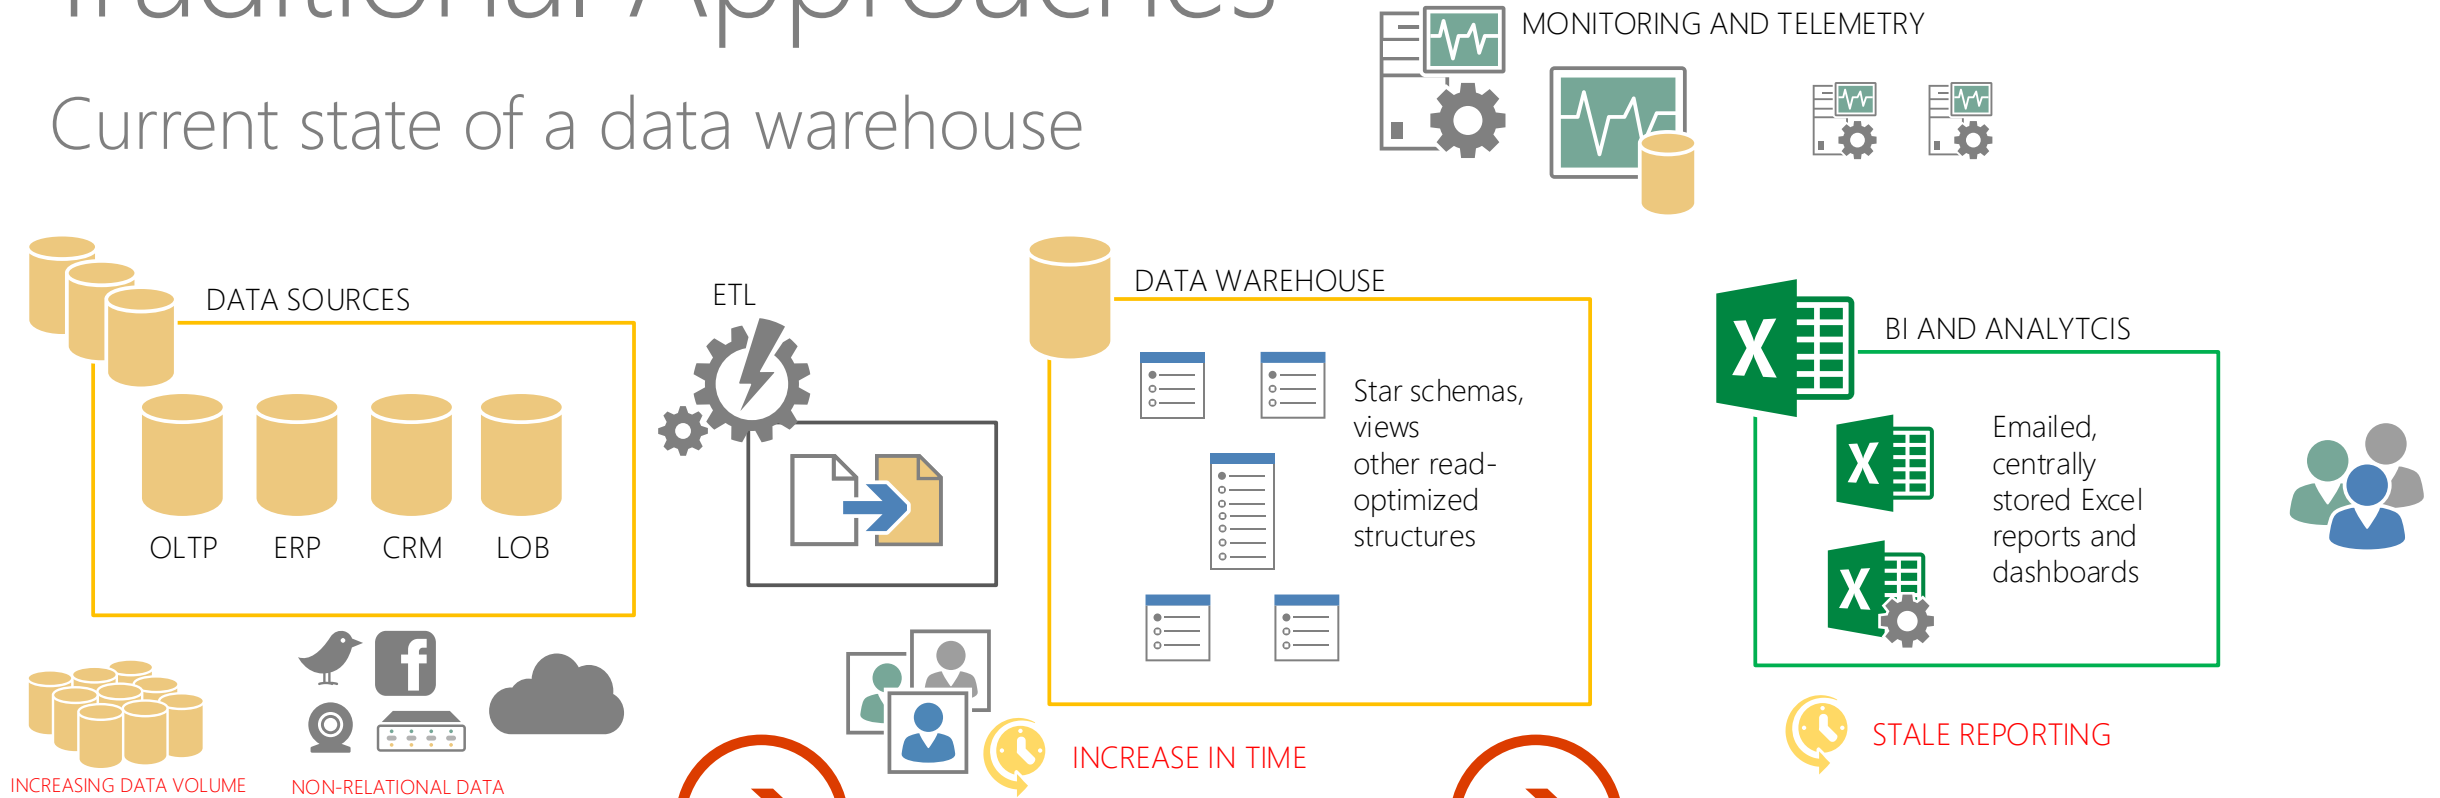 Traditional Approaches
Current state of a data warehouse
MONITORING AND TELEMETRY
DATA SOURCES
OLTP
ERP
CRM
LOB
INCREASING DATA VOLUME
NON-RELATIONAL DATA
ETL
INCREASE IN TIME
DATA WAREHOUSE
Star schemas,
views
other read-
optimized
structures
BI AND ANALYTCIS
Emailed,
centrally
stored Excel
reports and
dashboards
STALE REPORTING